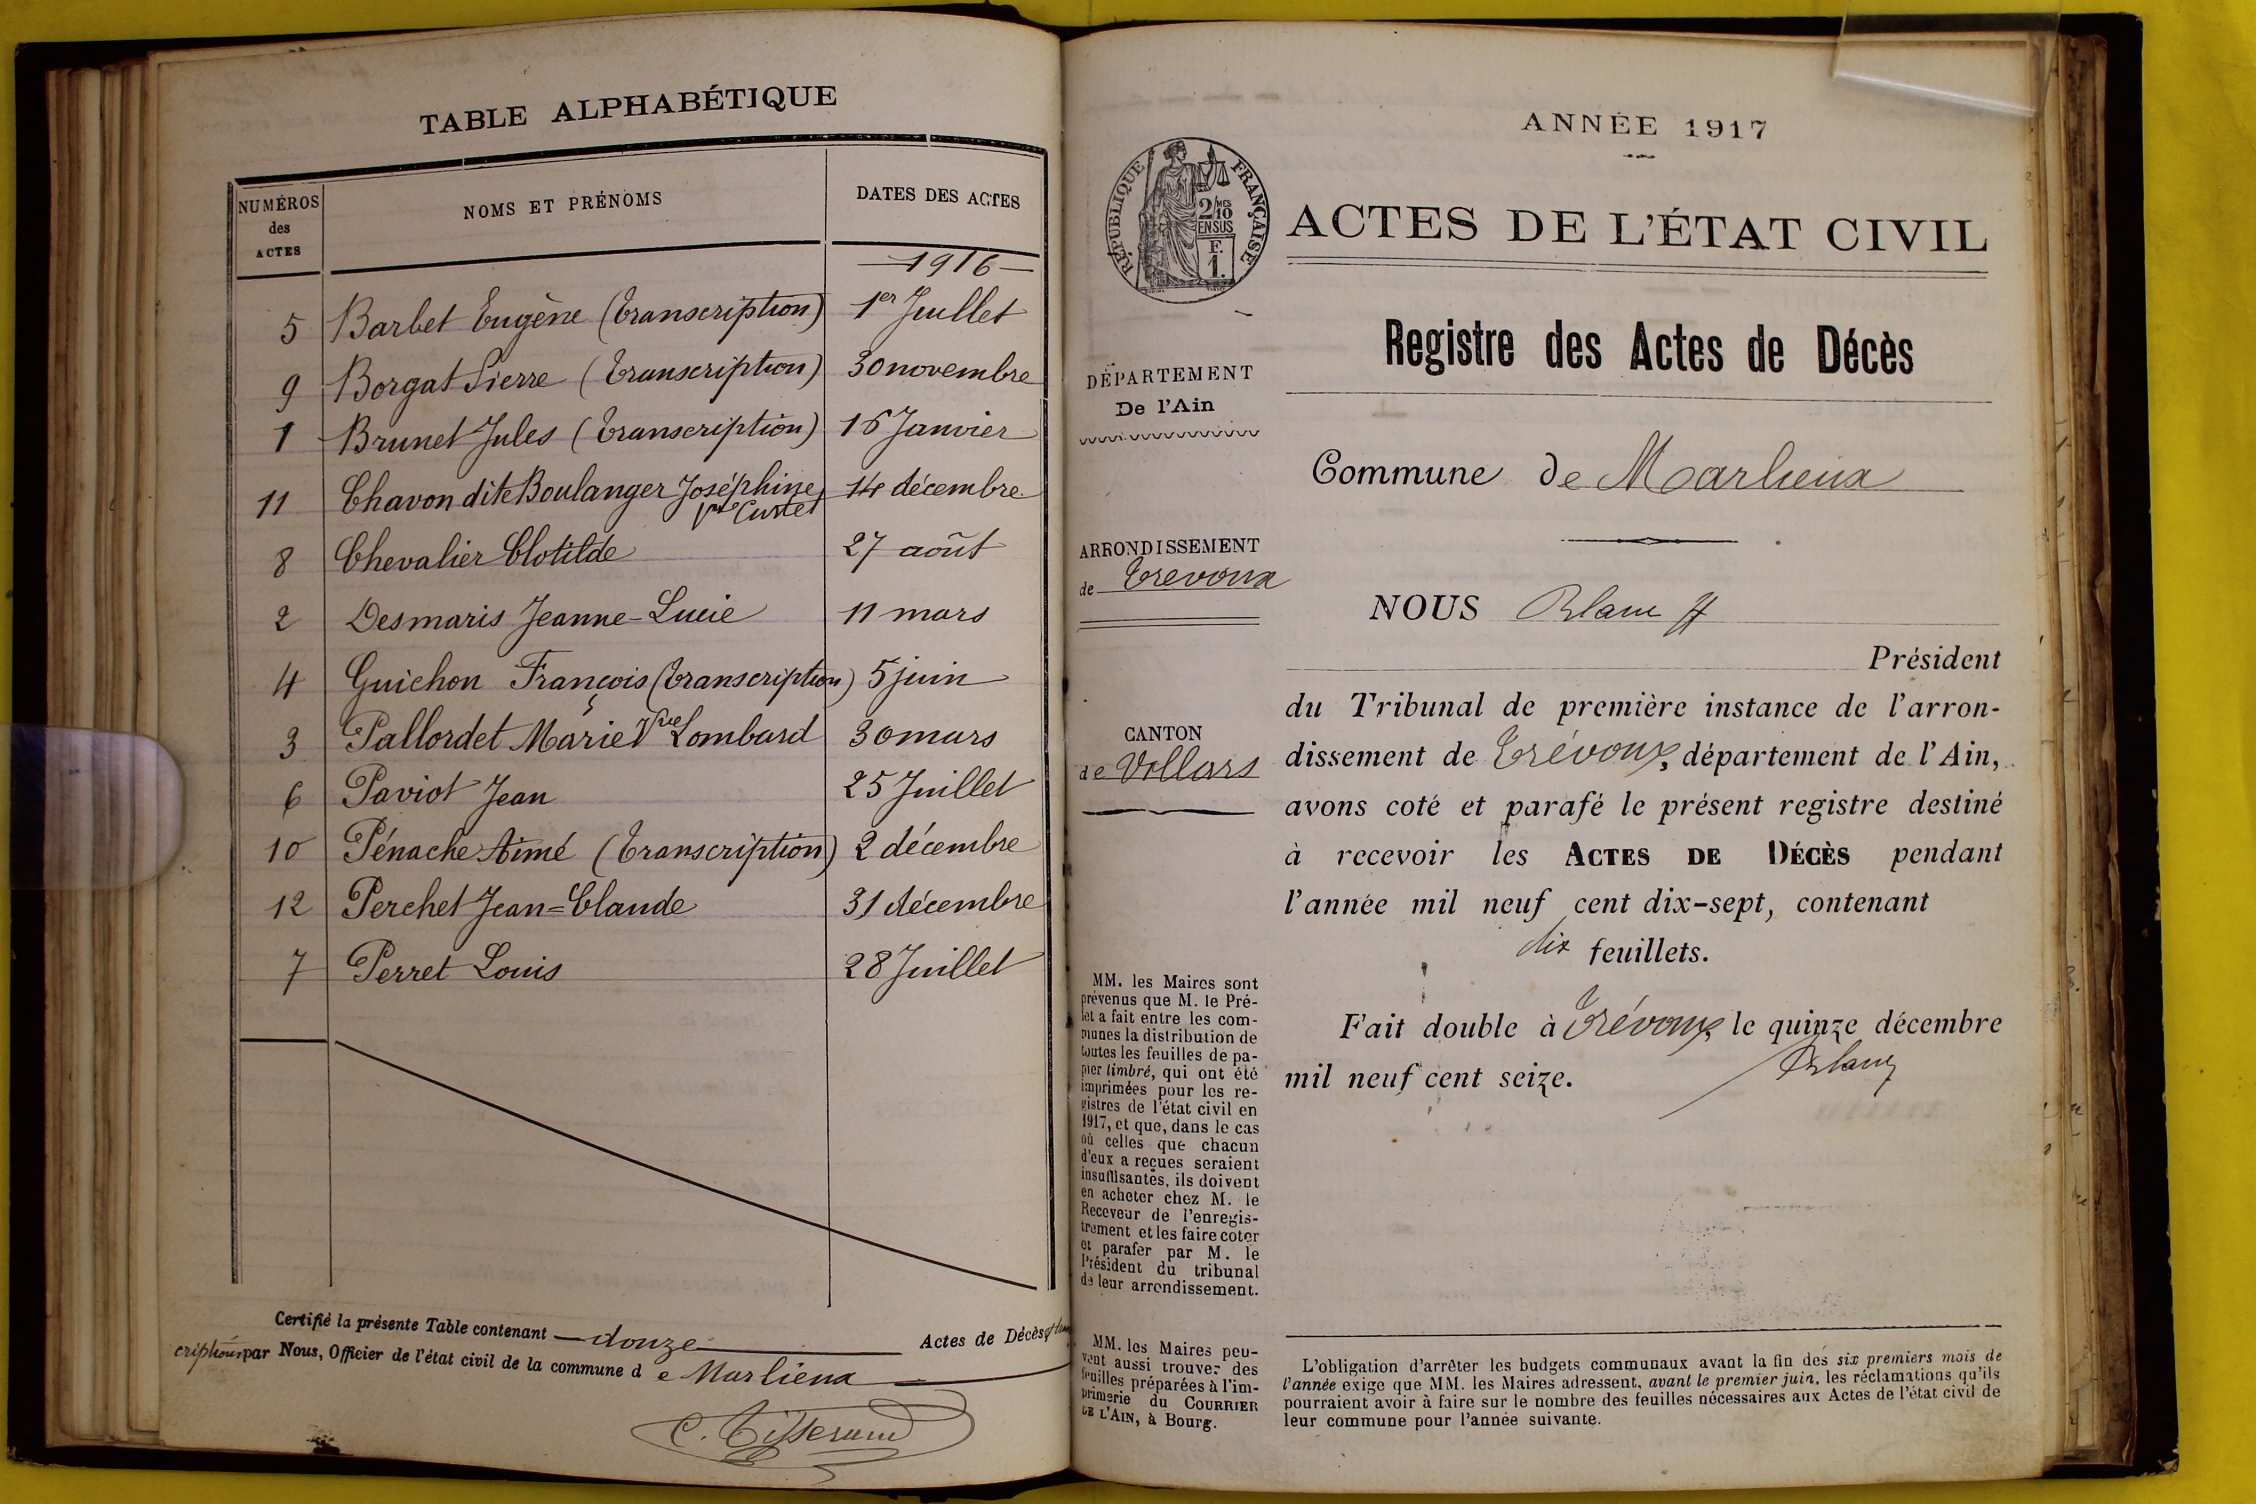 TABLE ALPHABÉTIQUE
NUMÉROS des ACTES NOMS ET PRÉNOMS DATES DES ACTES
1916
5 Barbet Eugène (transcription) 1er Juillet
9 Borgat Pierre (transcription) 30 novembre
1 Brunet Jules (transcription) 16 Janvier
11 Chavon dite Boulanger Joséphine 14 décembre
Vve Curtet
8 Chevalier Clotilde 27 août
2 Desmaris Jeanne-Lucie 11 mars
4 Guichon François (transcription) 5 juin
3 Pallordet Marie Vve Lombard 30 mars
6 Paviot Jean 25 Juillet
10 Pénache Aimé (transcription) 2 décembre
12 Perchet Jean=Claude 31 décembre
7 Perret Louis 28 Juillet
Certifié la présente Table contenant douze Actes de Décès
par Nous, Officier de l'état civil de la commune de Marlieux
C. Tisserand
ANNÉE 1917
RÉPUBLIQUE FRANÇAISE
2/10MES
EN SUS
F.
1.
ACTES DE L'ÉTAT CIVIL
Registre des Actes de Décès
DÉPARTEMENT
De l'Ain
Commune de Marlieux
ARRONDISSEMENT
de Trévoux
CANTON
de Villars
NOUS Blanc
Président
du Tribunal de première instance de l'arron-
dissement de Trévoux, département de l'Ain,
avons coté et parafé le présent registre destiné
à recevoir les ACTES DE DÉCÈS pendant
l'année mil neuf cent dix-sept, contenant
dix feuillets.
Fait double à Trévoux, le quinze décembre
mil neuf cent seize.
Blanc
MM. les Maires sont
prévenus que M. le Pré-
fet a fait entre les com-
munes la distribution de
toutes les feuilles de pa-
pier timbré, qui ont été
imprimées pour les re-
gistres de l'état civil en
1917, et que, dans le cas
où celles que chacun
d'eux a reçues seraient
insuffisantes, ils doivent
en acheter chez M. le
Receveur de l'enregis-
trement et les faire coter
et parafer par M. le
Président du tribunal
de leur arrondissement.
MM. les Maires peu-
vent aussi trouver des
feuilles préparées à l'im-
primerie du COURRIER
DE L'AIN, à Bourg.
L'obligation d'arrêter les budgets communaux avant la fin des six premiers mois de
l'année exige que MM. les Maires adressent, avant le premier juin, les réclamations qu'ils
pourraient avoir à faire sur le nombre des feuilles nécessaires aux Actes de l'état civil de
leur commune pour l'année suivante.